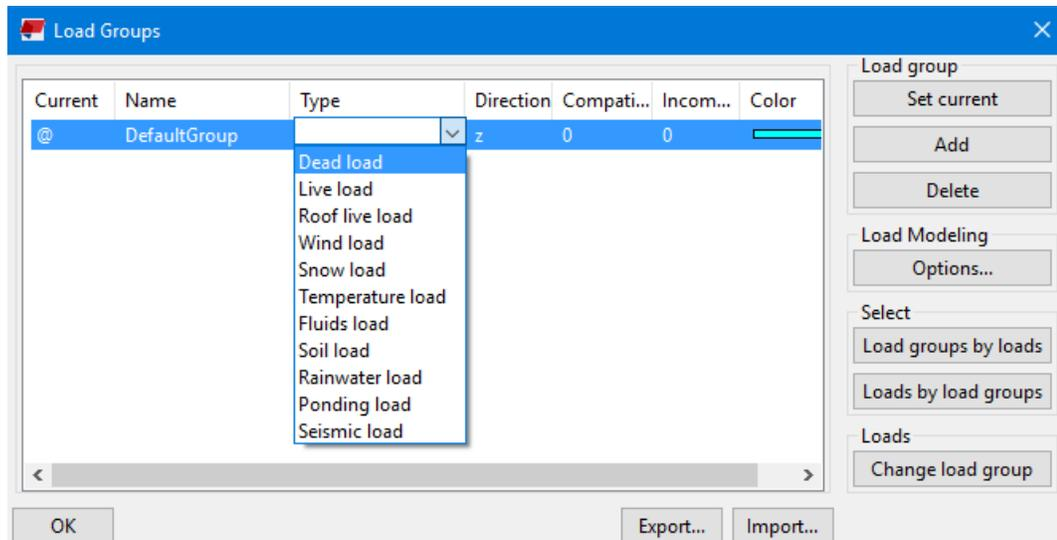 Load Groups
Load group
Current Name Type Direction Compati... Incom... Color
Set current
@ DefaultGroup z 0 0
Add
Dead load
Live load
Delete
Roof live load
Wind load
Load Modeling
Snow load
Options...
Temperature load
Fluids load
Select
Soil load
Load groups by loads
Rainwater load
Ponding load
Loads by load groups
Seismic load
Loads
Change load group
OK Export... Import...